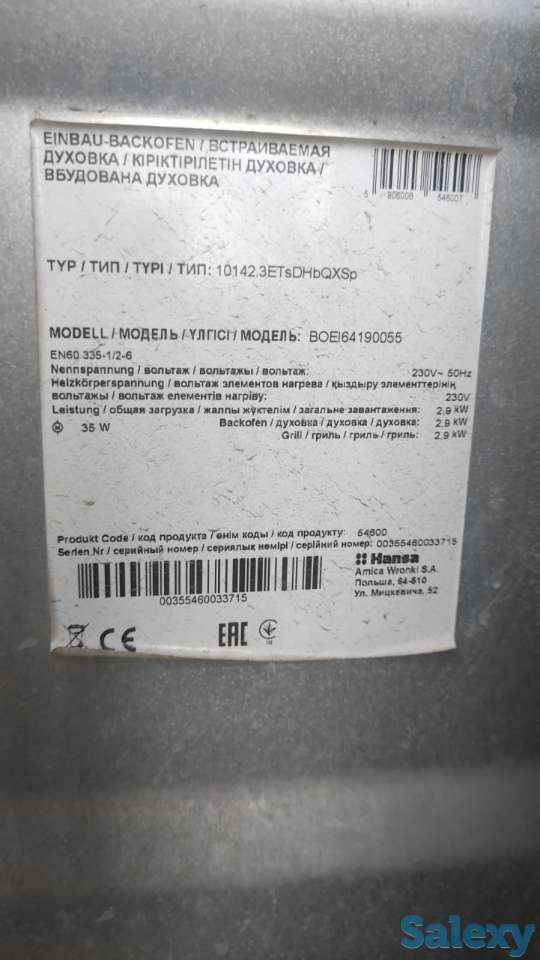 EINBAU-BACKOFEN / ВСТРАИВАЕМАЯ
ДУХОВКА / КІРІКТІРІЛЕТІН ДУХОВКА /
ВБУДОВАНА ДУХОВКА
5 906006 546007
TYP / ТИП / ТҮРІ / ТИП: 10142.3ETsDHbQXSp
MODELL / МОДЕЛЬ / ҮЛГІСІ / МОДЕЛЬ: BOEI64190055
EN60 335-1/2-6
Nennspannung / вольтаж / вольтажы / вольтаж: 230V~ 50Hz
Heizkörperspannung / вольтаж элементов нагрева / қыздыру элементтерінің
вольтажы / вольтаж елементів нагріву: 230V
Leistung / общая загрузка / жалпы жүктелім / загальне завантаження: 2.9 kW
35 W Backofen / духовка / духовка / духовка: 2.9 kW
Grill / гриль / гриль / гриль: 2.9 kW
Produkt Code / код продукта / өнім коды / код продукту: 54600
Serien.Nr / серийный номер / сериялық нөмірі / серійний номер: 00355460033715
Hansa
Amica Wronki S.A.
Польша, 64-510
Ул. Мицкевича, 52
00355460033715
CE EAC
Salexy